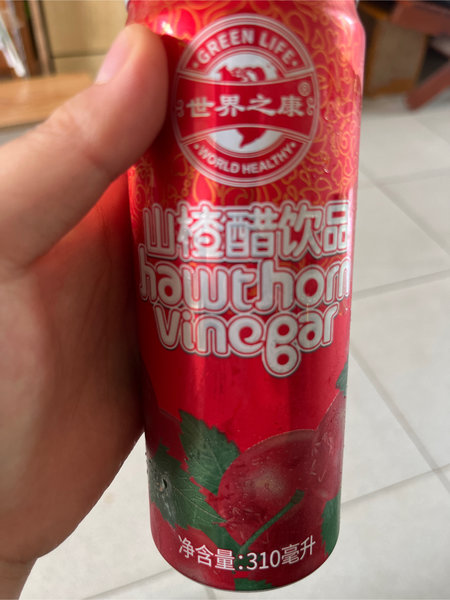 GREEN LIFE
世界之康®
WORLD HEALTHY
山楂醋饮品
hawthorn
vinegar
净含量:310毫升